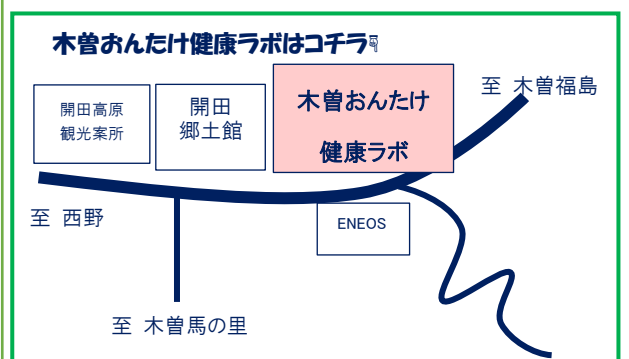 木曽おんたけ健康ラボはコチラ☟
開田高原
観光案所
開田
郷土館
木曽おんたけ
健康ラボ
至 木曽福島
至 西野
ENEOS
至 木曽馬の里